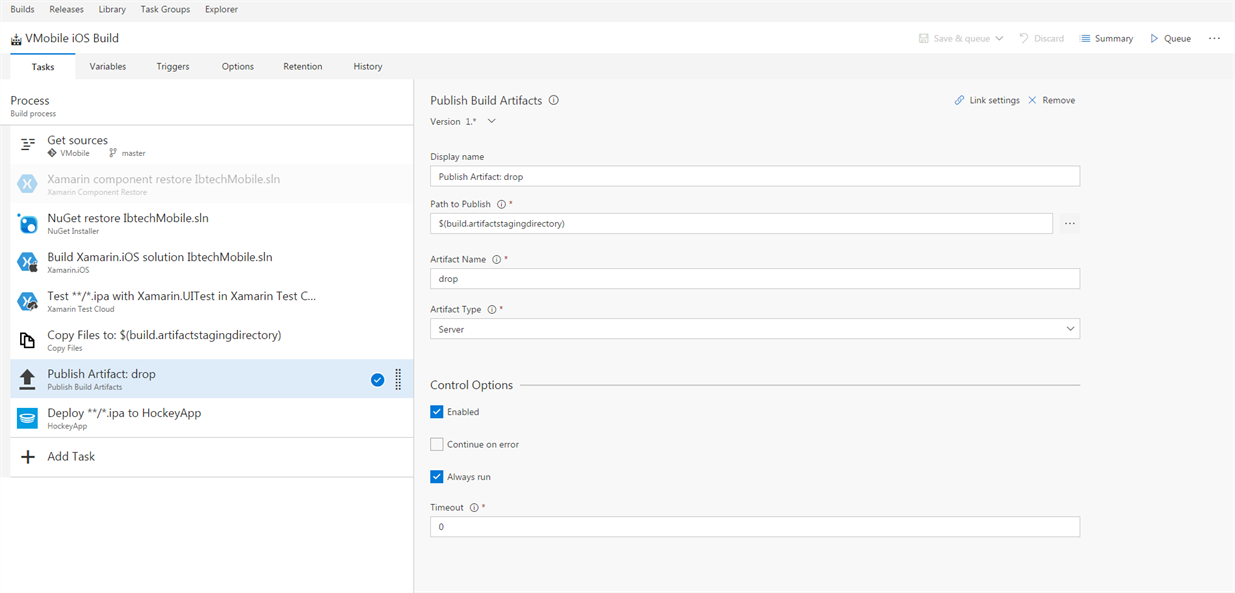 Builds Releases Library Task Groups Explorer
VMobile iOS Build Save & queue Discard Summary Queue ...
Tasks Variables Triggers Options Retention History
Process
Build process
Get sources
VMobile master
Xamarin component restore IbtechMobile.sln
Xamarin Component Restore
NuGet restore IbtechMobile.sln
NuGet Installer
Build Xamarin.iOS solution IbtechMobile.sln
Xamarin.iOS
Test **/*.ipa with Xamarin.UITest in Xamarin Test C...
Xamarin Test Cloud
Copy Files to: $(build.artifactstagingdirectory)
Copy Files
Publish Artifact: drop
Publish Build Artifacts
Deploy **/*.ipa to HockeyApp
HockeyApp
Add Task
Publish Build Artifacts Link settings Remove
Version 1.*
Display name
Publish Artifact: drop
Path to Publish *
$(build.artifactstagingdirectory) ...
Artifact Name *
drop
Artifact Type *
Server
Control Options
Enabled
Continue on error
Always run
Timeout *
0